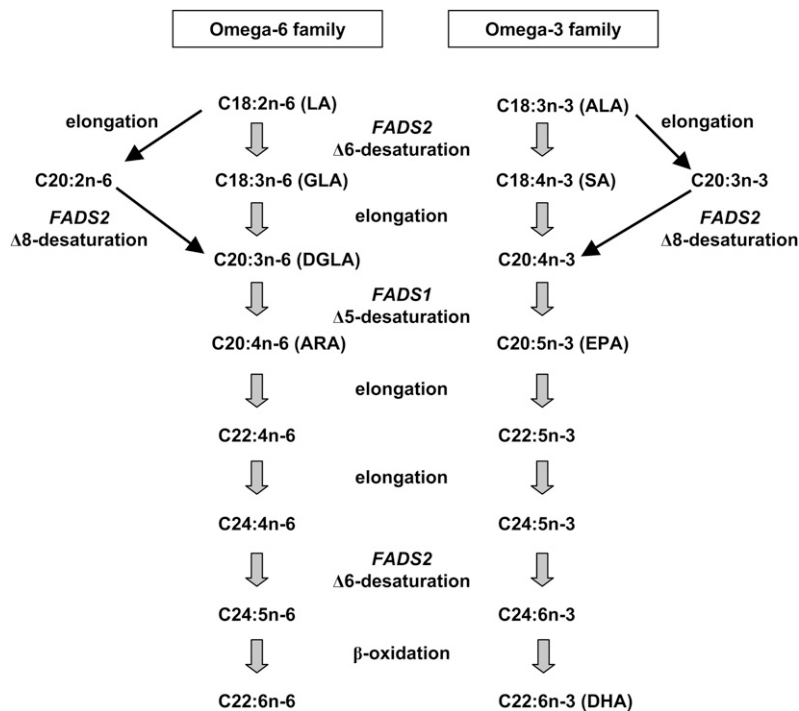 Omega-6 family
Omega-3 family
C18:2n-6 (LA)
C18:3n-3 (ALA)
elongation
FADS2
Δ6-desaturation
elongation
C20:2n-6
C18:3n-6 (GLA)
C18:4n-3 (SA)
C20:3n-3
FADS2
Δ8-desaturation
elongation
FADS2
Δ8-desaturation
C20:3n-6 (DGLA)
C20:4n-3
FADS1
Δ5-desaturation
C20:4n-6 (ARA)
C20:5n-3 (EPA)
elongation
C22:4n-6
C22:5n-3
elongation
C24:4n-6
C24:5n-3
FADS2
Δ6-desaturation
C24:5n-6
C24:6n-3
β-oxidation
C22:6n-6
C22:6n-3 (DHA)